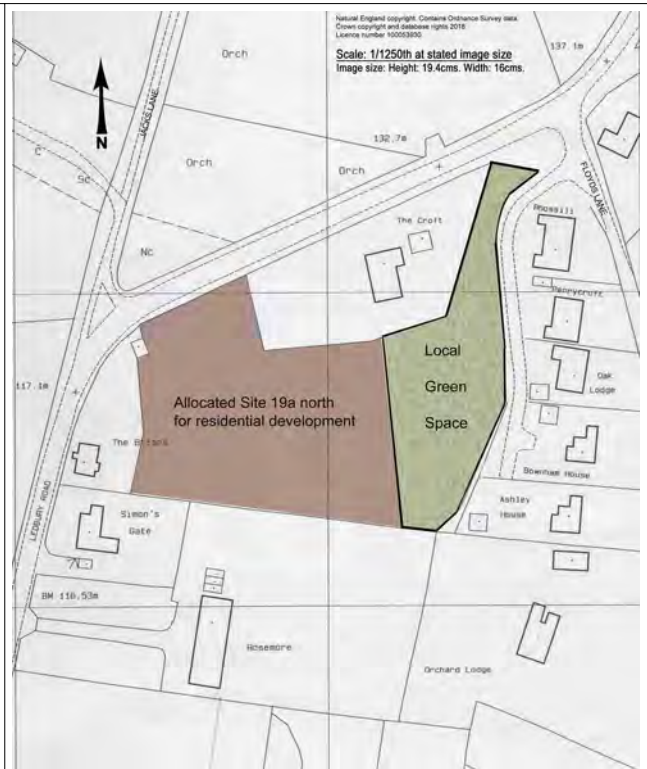 Natural England copyright. Contains Ordnance Survey data.
Crown copyright and database rights 2018
Licence number 100053930
Scale: 1/1250th at stated image size
Image size: Height: 19.4cms. Width: 16cms.
137.1m
Orch
JACKS LANE
N
132.7m
C
Sc
Orch
Orch
FLOYDS LANE
Nc
The Croft
Rhossili
Perrycroft
Local
Green
Space
Oak
Lodge
117.1m
Allocated Site 19a north
for residential development
The
Bownham House
Ashley
House
LEDBURY ROAD
Simon's
Gate
BM 116.53m
Rosemore
Orchard Lodge